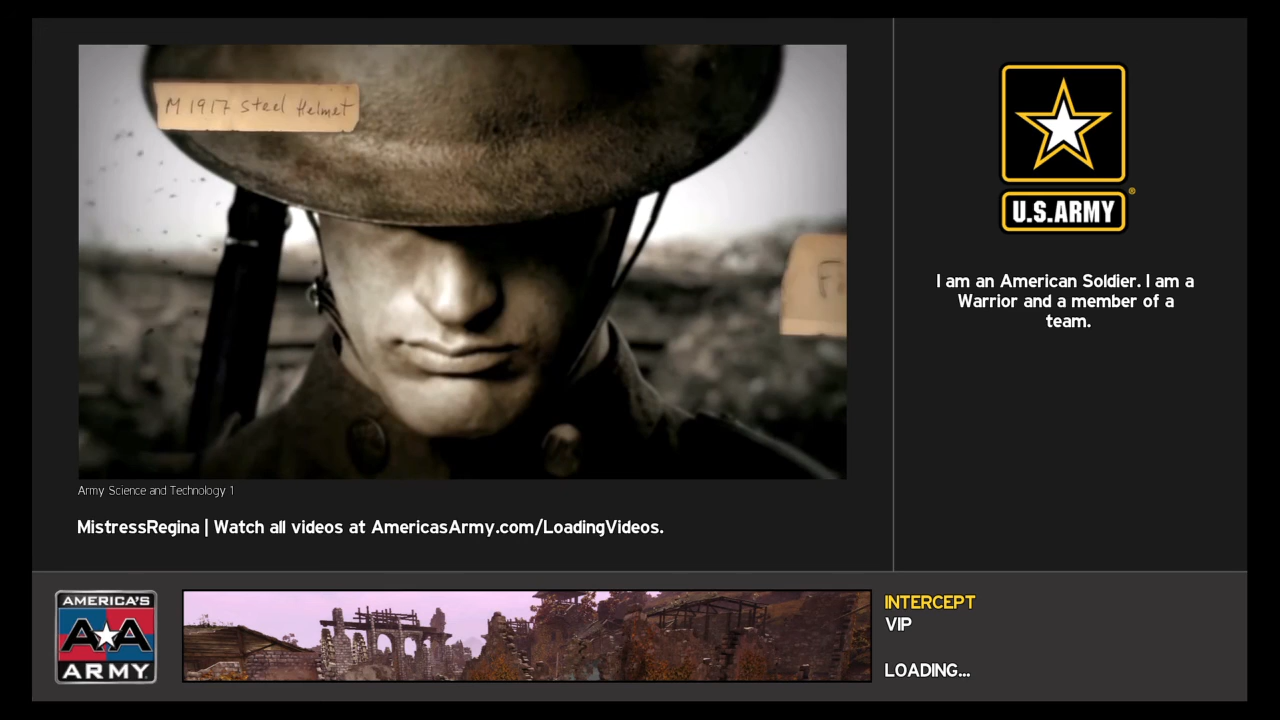 M 1917 Steel Helmet
U.S.ARMY
®
I am an American Soldier. I am a
Warrior and a member of a
team.
Army Science and Technology 1
MistressRegina | Watch all videos at AmericasArmy.com/LoadingVideos.
AMERICA'S
AA
ARMY
INTERCEPT
VIP
LOADING...